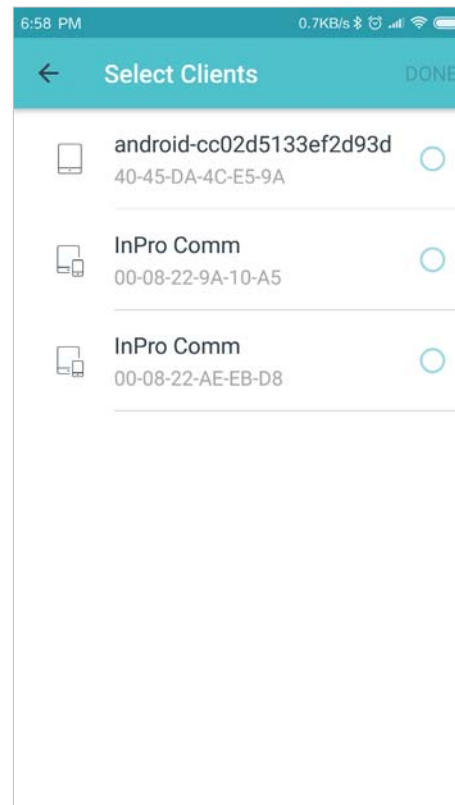 6:58 PM 0.7KB/s
Select Clients DONE
android-cc02d5133ef2d93d
40-45-DA-4C-E5-9A
InPro Comm
00-08-22-9A-10-A5
InPro Comm
00-08-22-AE-EB-D8